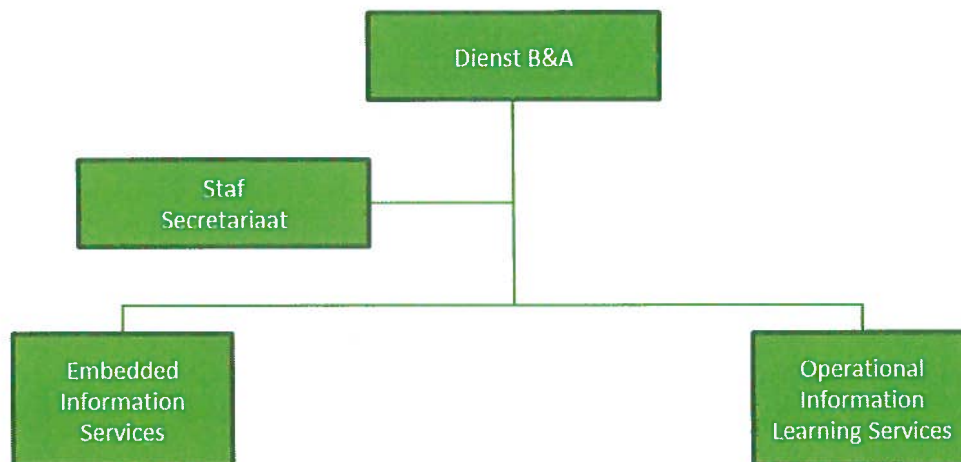 Dienst B&A
Staf
Secretariaat
Embedded
Information
Services
Operational
Information
Learning Services